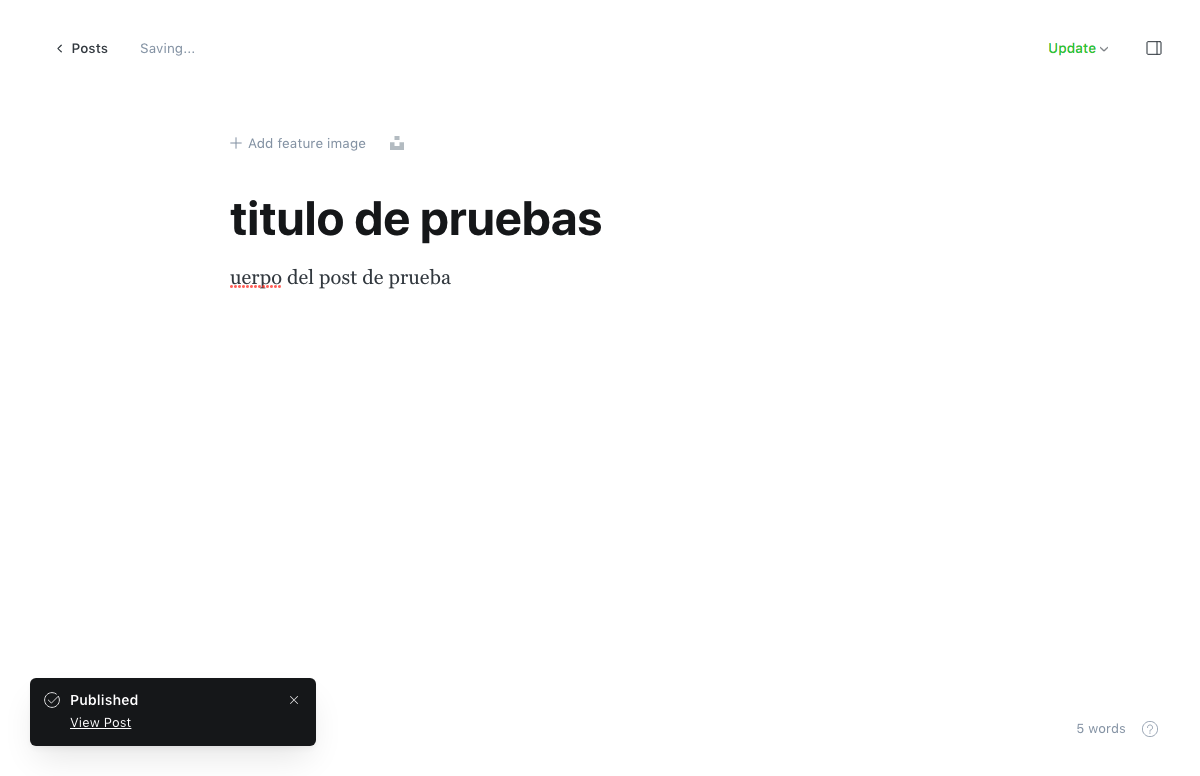 Posts
Saving...
Update
Add feature image
titulo de pruebas
uerpo del post de prueba
Published
View Post
5 words
?